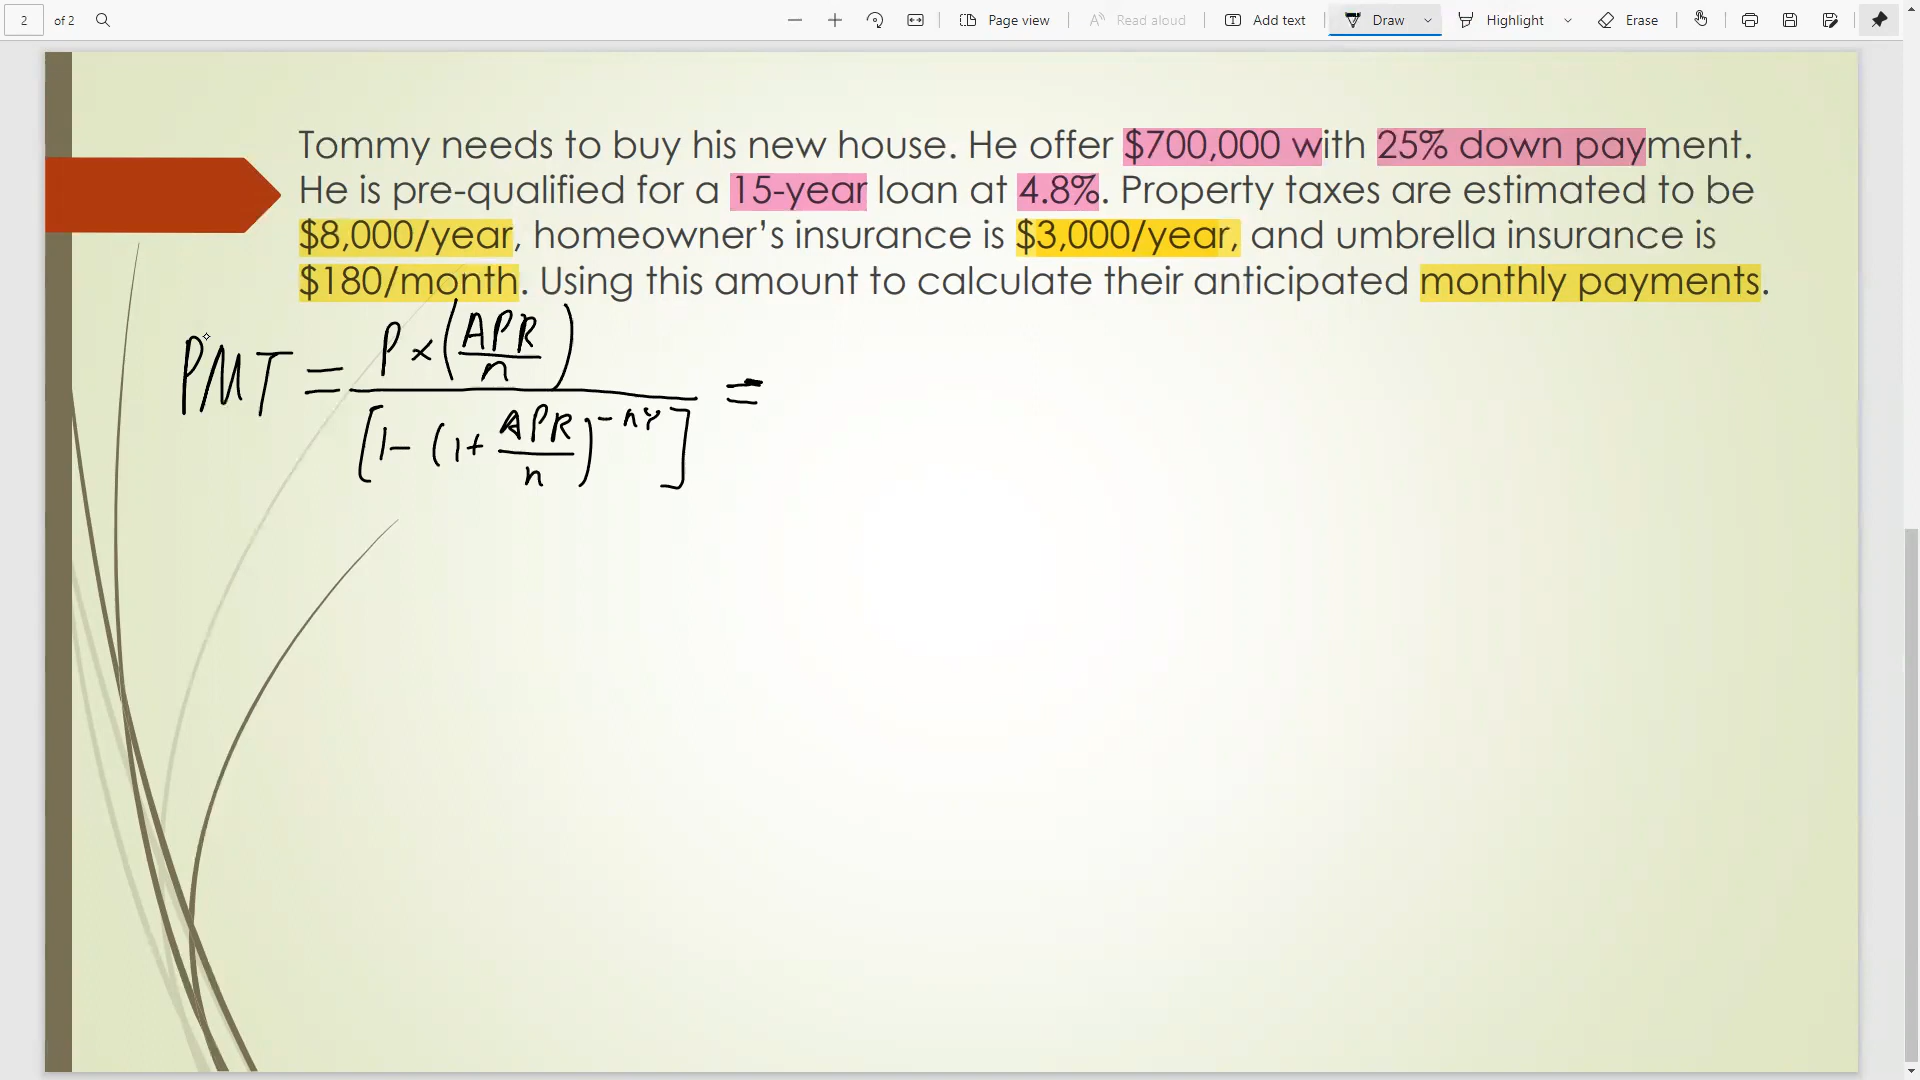 2 of 2 Page view Read aloud Add text Draw Highlight Erase
Tommy needs to buy his new house. He offer $700,000 with 25% down payment.
He is pre-qualified for a 15-year loan at 4.8%. Property taxes are estimated to be
$8,000/year, homeowner’s insurance is $3,000/year, and umbrella insurance is
$180/month. Using this amount to calculate their anticipated monthly payments.
P × (APR
n)
PMT = =
[1 - (1 + APR
n)^-nY]